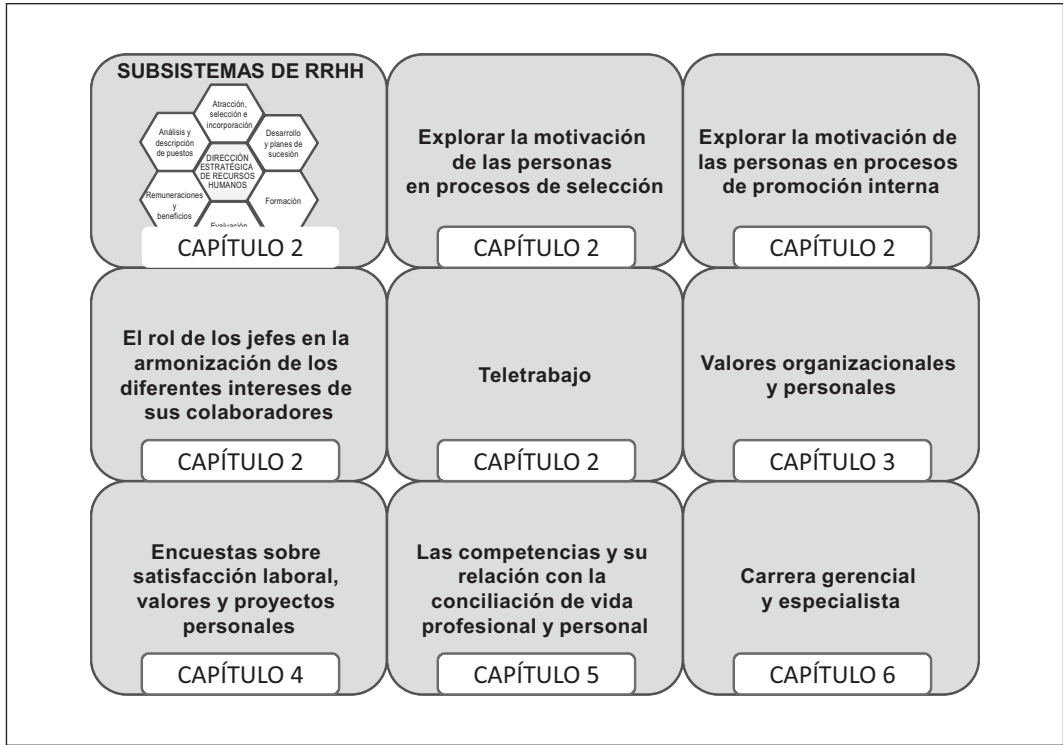 SUBSISTEMAS DE RRHH
Atracción,
selección e
incorporación
Análisis y
descripción
de puestos
Desarrollo
y planes de
sucesión
DIRECCIÓN
ESTRATÉGICA
DE RECURSOS
HUMANOS
Remuneraciones
y
beneficios
Formación
Evaluación
CAPÍTULO 2
Explorar la motivación
de las personas
en procesos de selección
CAPÍTULO 2
Explorar la motivación de
las personas en procesos
de promoción interna
CAPÍTULO 2
El rol de los jefes en la
armonización de los
diferentes intereses de
sus colaboradores
CAPÍTULO 2
Teletrabajo
CAPÍTULO 2
Valores organizacionales
y personales
CAPÍTULO 3
Encuestas sobre
satisfacción laboral,
valores y proyectos
personales
CAPÍTULO 4
Las competencias y su
relación con la
conciliación de vida
profesional y personal
CAPÍTULO 5
Carrera gerencial
y especialista
CAPÍTULO 6